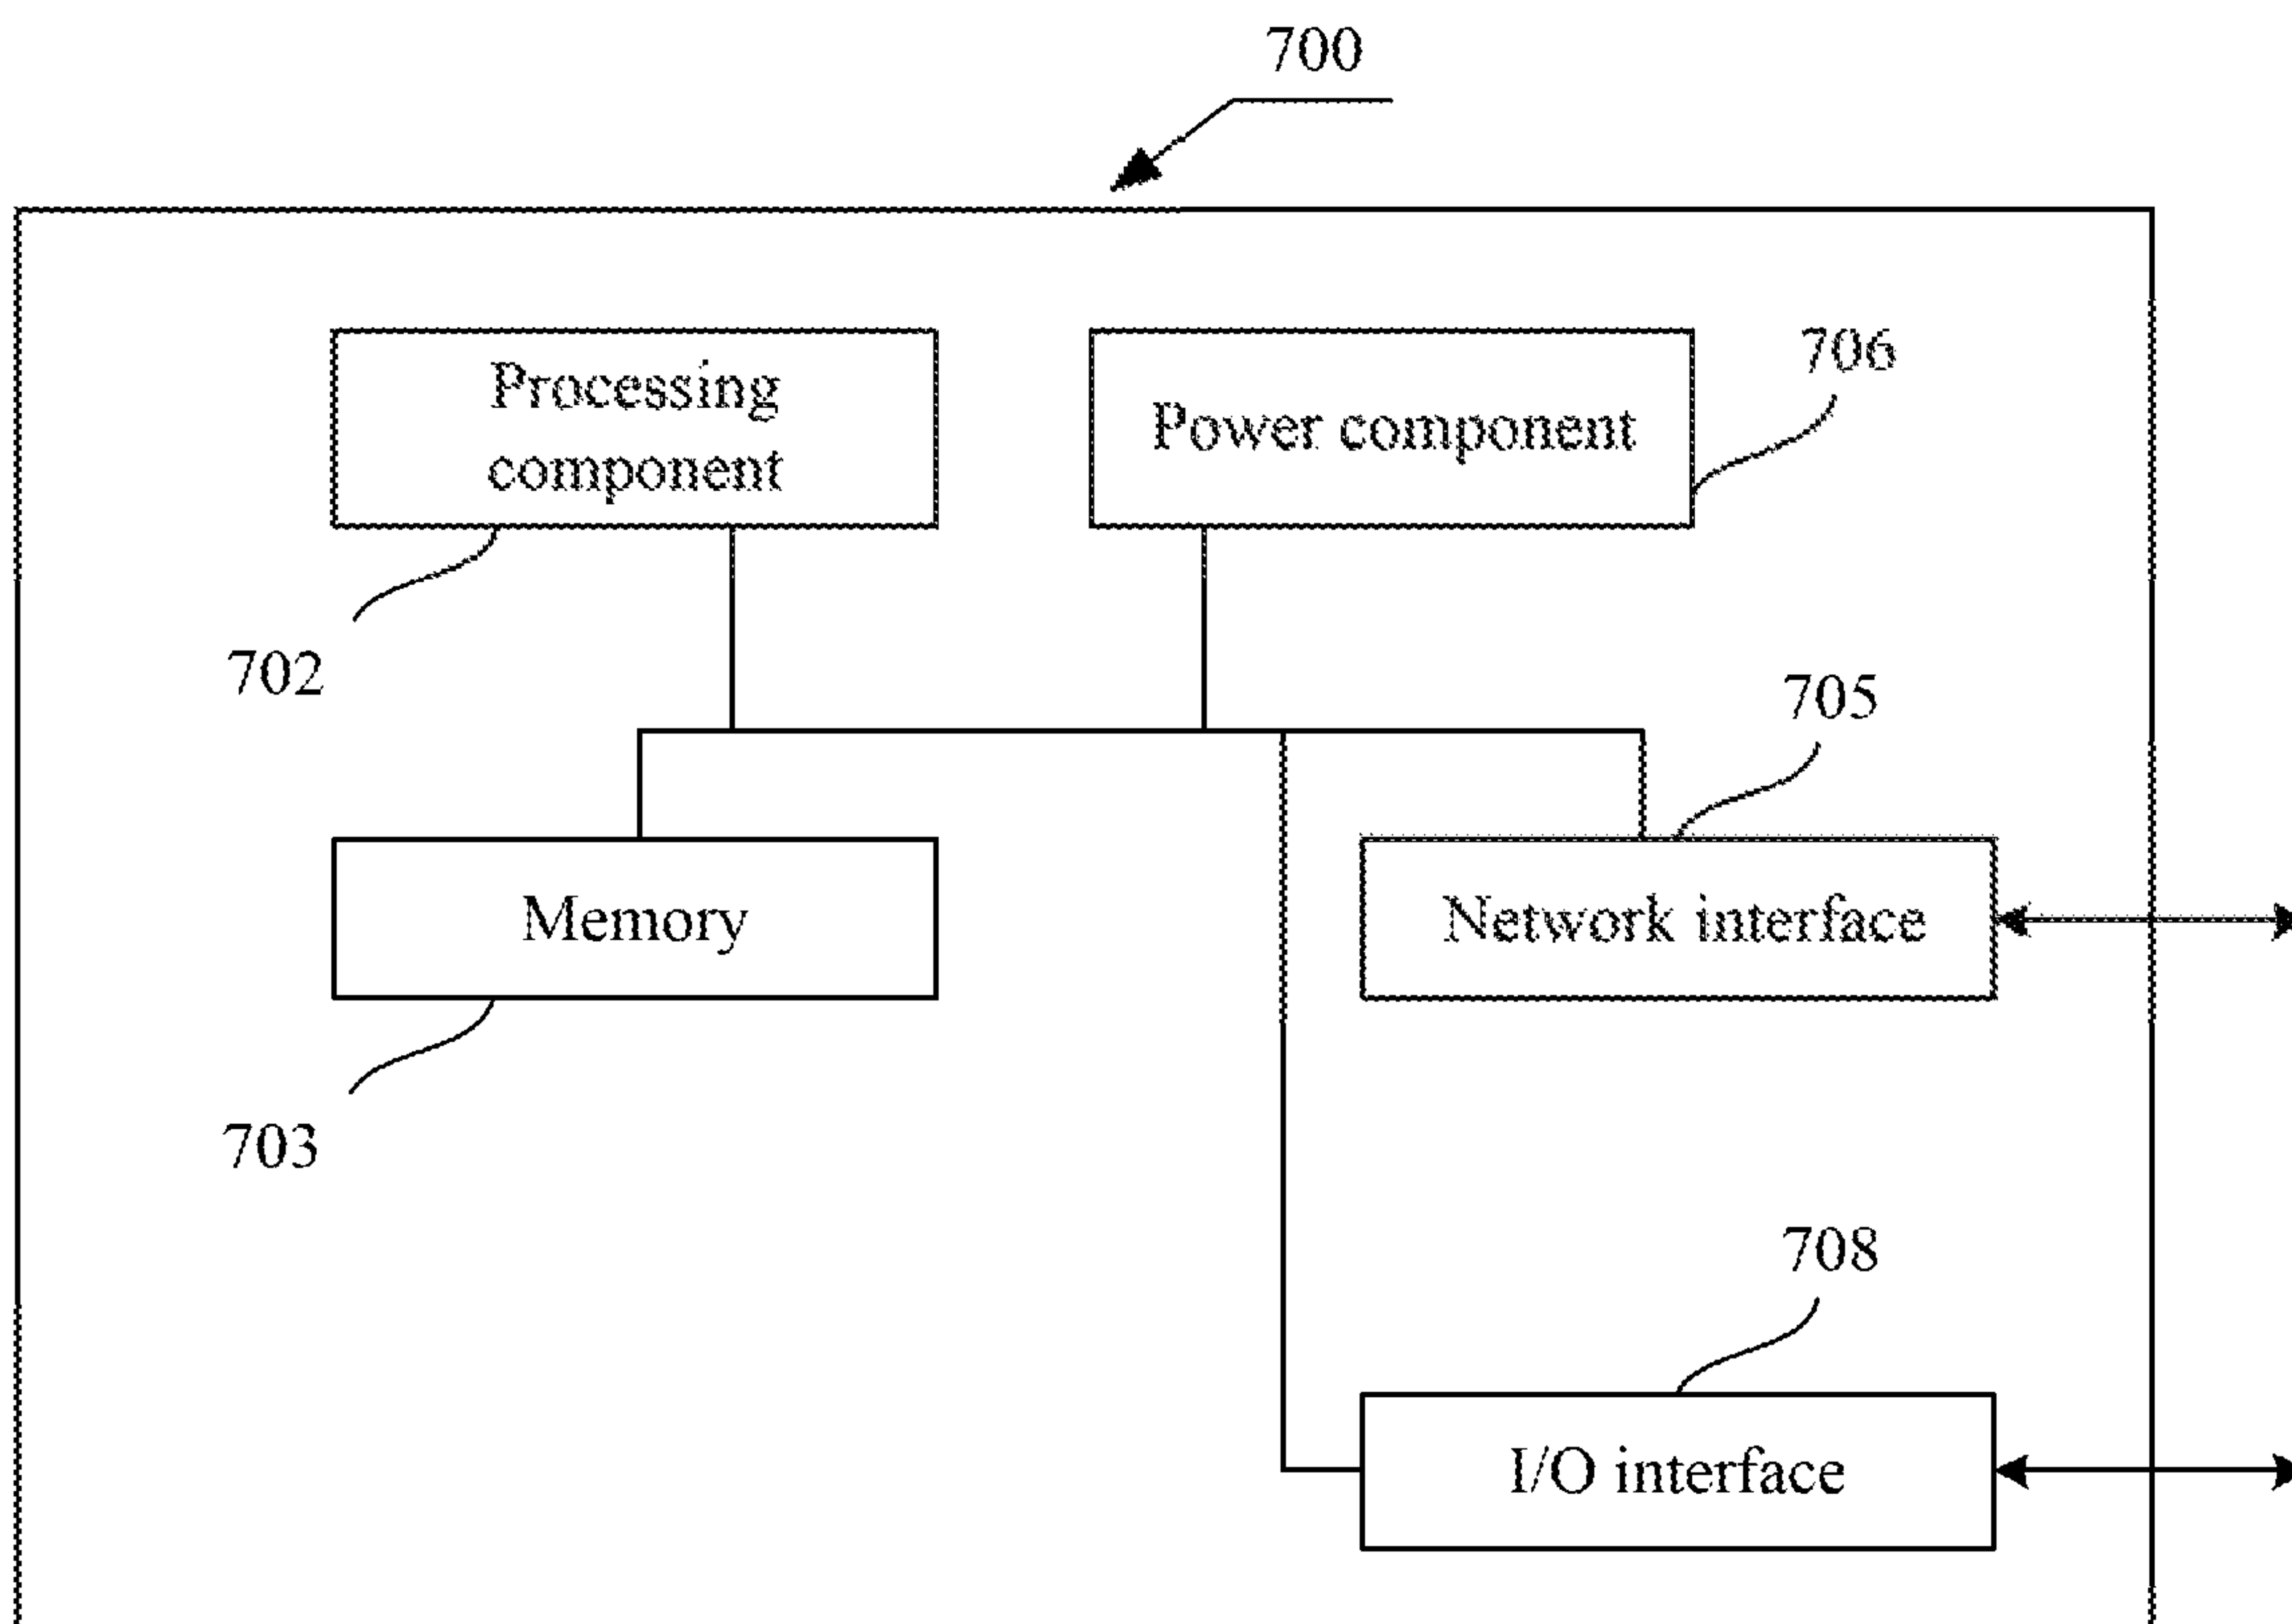 700
Processing
component
Power component
706
702
705
Memory
Network interface
703
708
I/O interface